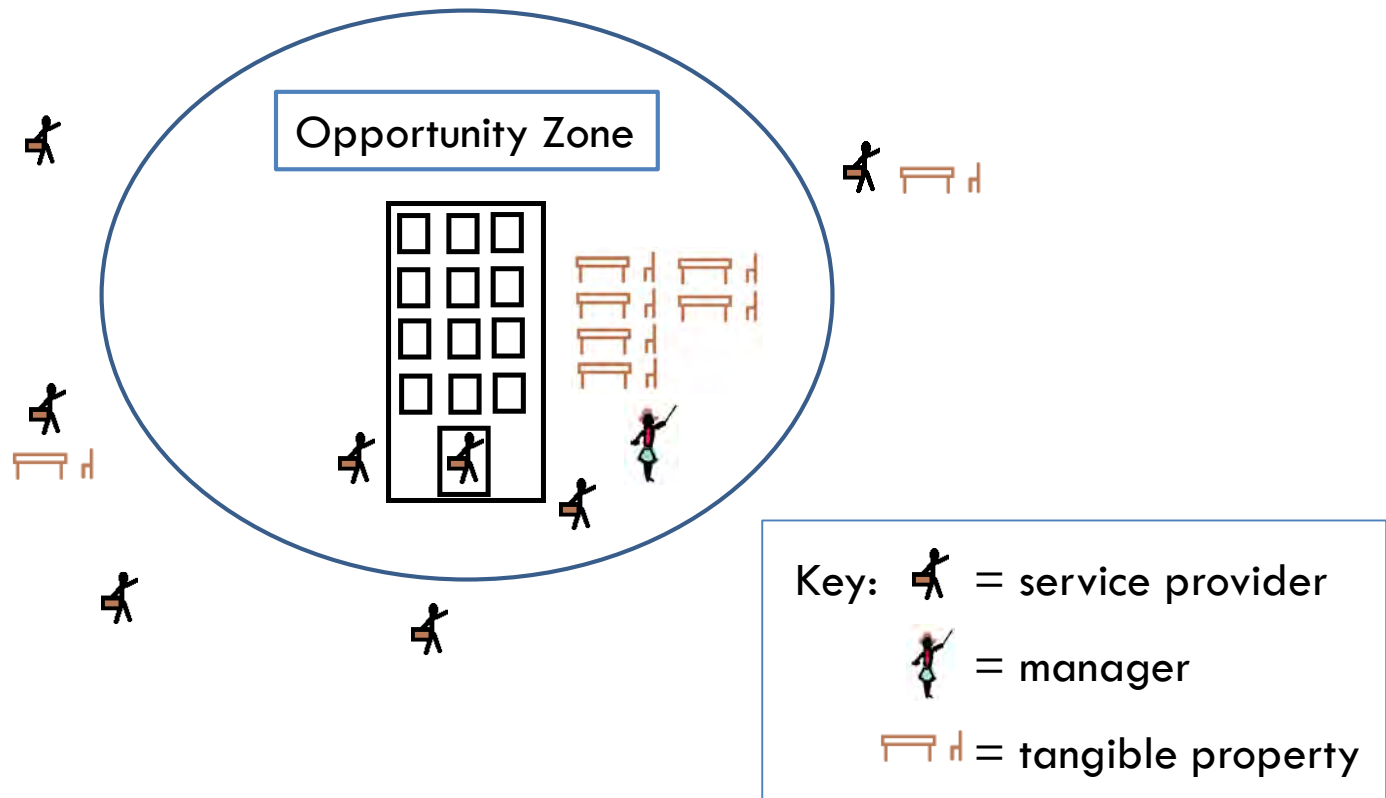 Opportunity Zone
Key: = service provider
= manager
= tangible property